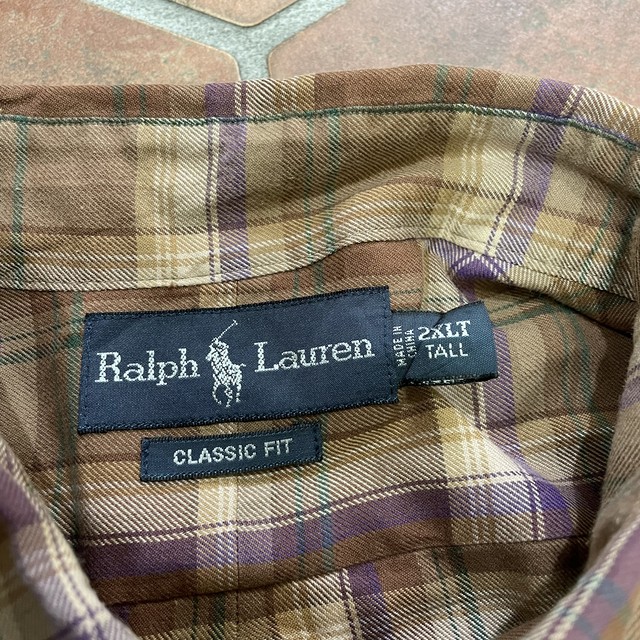 Ralph Lauren
MADE IN
CHINA
2XLT
TALL
CLASSIC FIT